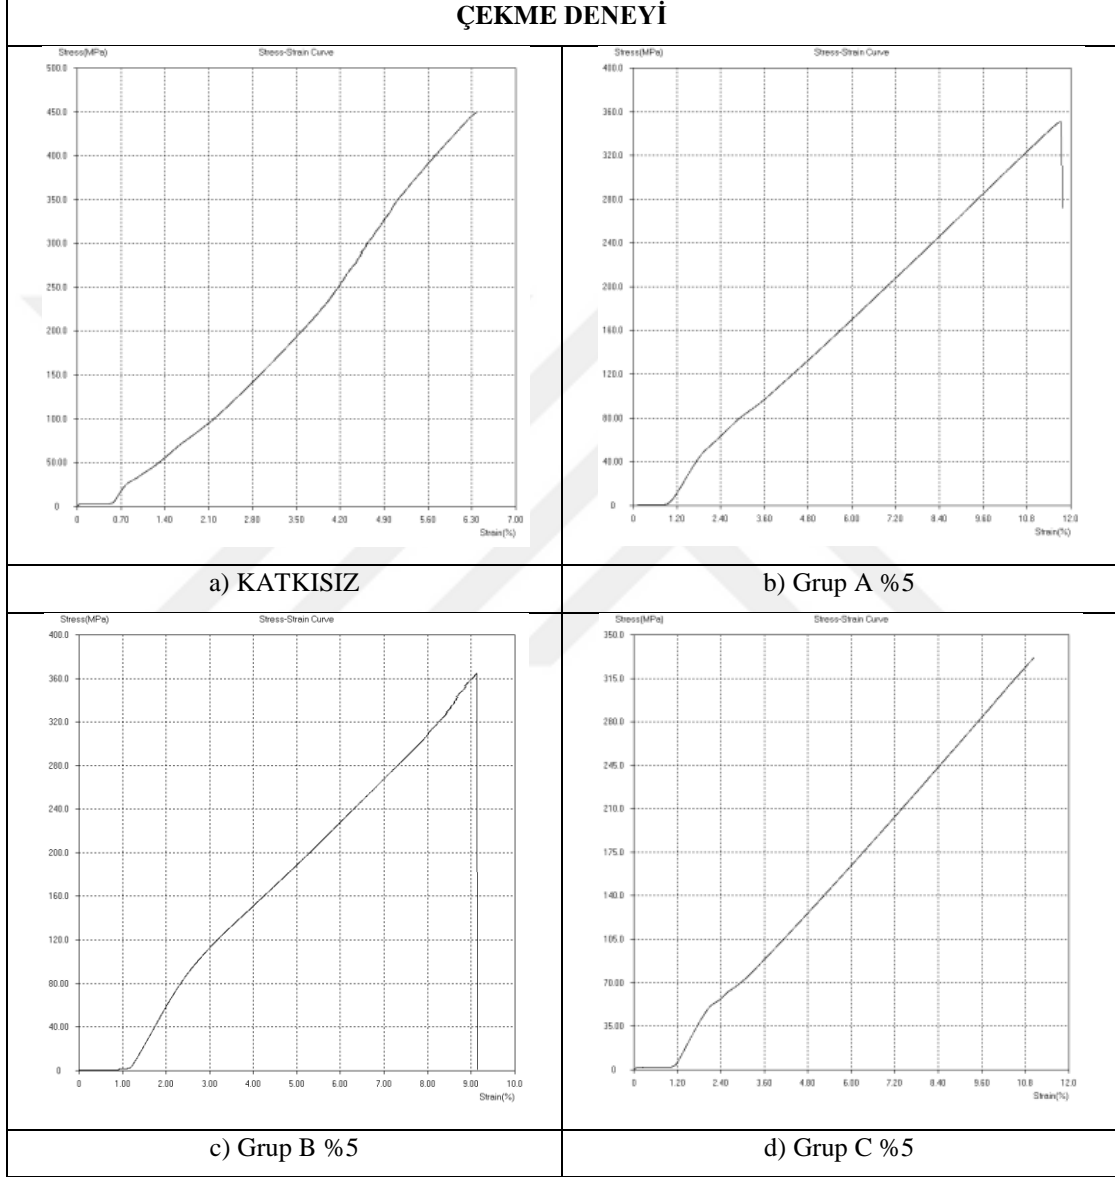 ÇEKME DENEYİ
Stress(MPa) Stress-Strain Curve
500.0
450.0
400.0
350.0
300.0
250.0
200.0
150.0
100.0
50.00
0
0 0.70 1.40 2.10 2.80 3.50 4.20 4.90 5.60 6.30 7.00
Strain(%)
Stress(MPa) Stress-Strain Curve
400.0
360.0
320.0
280.0
240.0
200.0
160.0
120.0
80.00
40.00
0
0 1.20 2.40 3.60 4.80 6.00 7.20 8.40 9.60 10.8 12.0
Strain(%)
a) KATKISIZ
b) Grup A %5
Stress(MPa) Stress-Strain Curve
400.0
360.0
320.0
280.0
240.0
200.0
160.0
120.0
80.00
40.00
0
0 1.00 2.00 3.00 4.00 5.00 6.00 7.00 8.00 9.00 10.0
Strain(%)
Stress(MPa) Stress-Strain Curve
350.0
315.0
280.0
245.0
210.0
175.0
140.0
105.0
70.00
35.00
0
0 1.20 2.40 3.60 4.80 6.00 7.20 8.40 9.60 10.8 12.0
Strain(%)
c) Grup B %5
d) Grup C %5